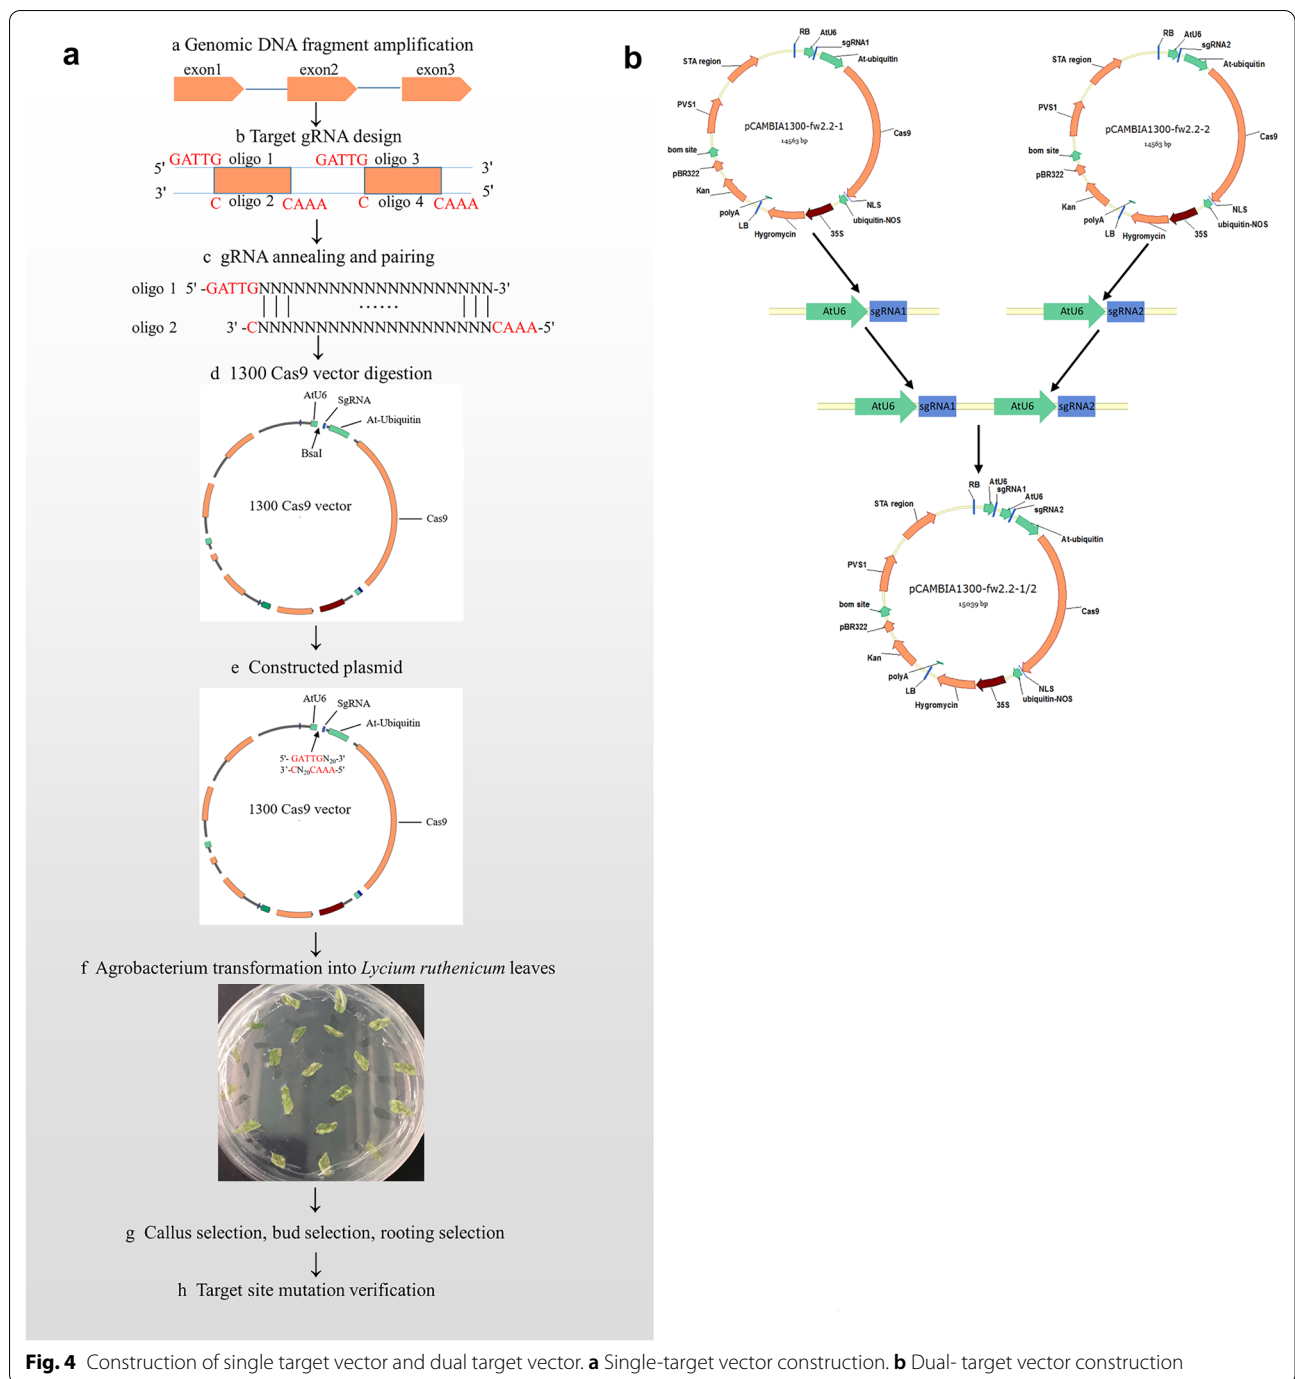 a
a Genomic DNA fragment amplification
exon1 exon2 exon3
b Target gRNA design
GATTG oligo 1 GATTG oligo 3
5' 3'
3' 5'
C oligo 2 CAAA C oligo 4 CAAA
c gRNA annealing and pairing
oligo 1 5' -GATTGNNNNNNNNNNNNNNNNNNNN-3'
......
oligo 2 3' -CNNNNNNNNNNNNNNNNNNNNCAAA-5'
d 1300 Cas9 vector digestion
AtU6
SgRNA
At-Ubiquitin
BsaI
1300 Cas9 vector
Cas9
e Constructed plasmid
AtU6
SgRNA
At-Ubiquitin
5'- GATTGN20-3'
3'-CN20CAAA-5'
1300 Cas9 vector
Cas9
f Agrobacterium transformation into Lycium ruthenicum leaves
g Callus selection, bud selection, rooting selection
h Target site mutation verification
b
RB
AtU6
sgRNA1
At-ubiquitin
STA region
PVS1
pCAMBIA1300-fw2.2-1
14563 bp
Cas9
bom site
pBR322
Kan
polyA
LB
Hygromycin
35S
ubiquitin-NOS
NLS
RB
AtU6
sgRNA2
At-ubiquitin
STA region
PVS1
pCAMBIA1300-fw2.2-2
14563 bp
Cas9
bom site
pBR322
Kan
polyA
LB
Hygromycin
35S
ubiquitin-NOS
NLS
AtU6 sgRNA1
AtU6 sgRNA2
AtU6 sgRNA1 AtU6 sgRNA2
RB
AtU6
sgRNA1
AtU6
sgRNA2
At-ubiquitin
STA region
PVS1
pCAMBIA1300-fw2.2-1/2
15039 bp
Cas9
bom site
pBR322
Kan
polyA
LB
Hygromycin
35S
ubiquitin-NOS
NLS
Fig. 4 Construction of single target vector and dual target vector. a Single-target vector construction. b Dual- target vector construction